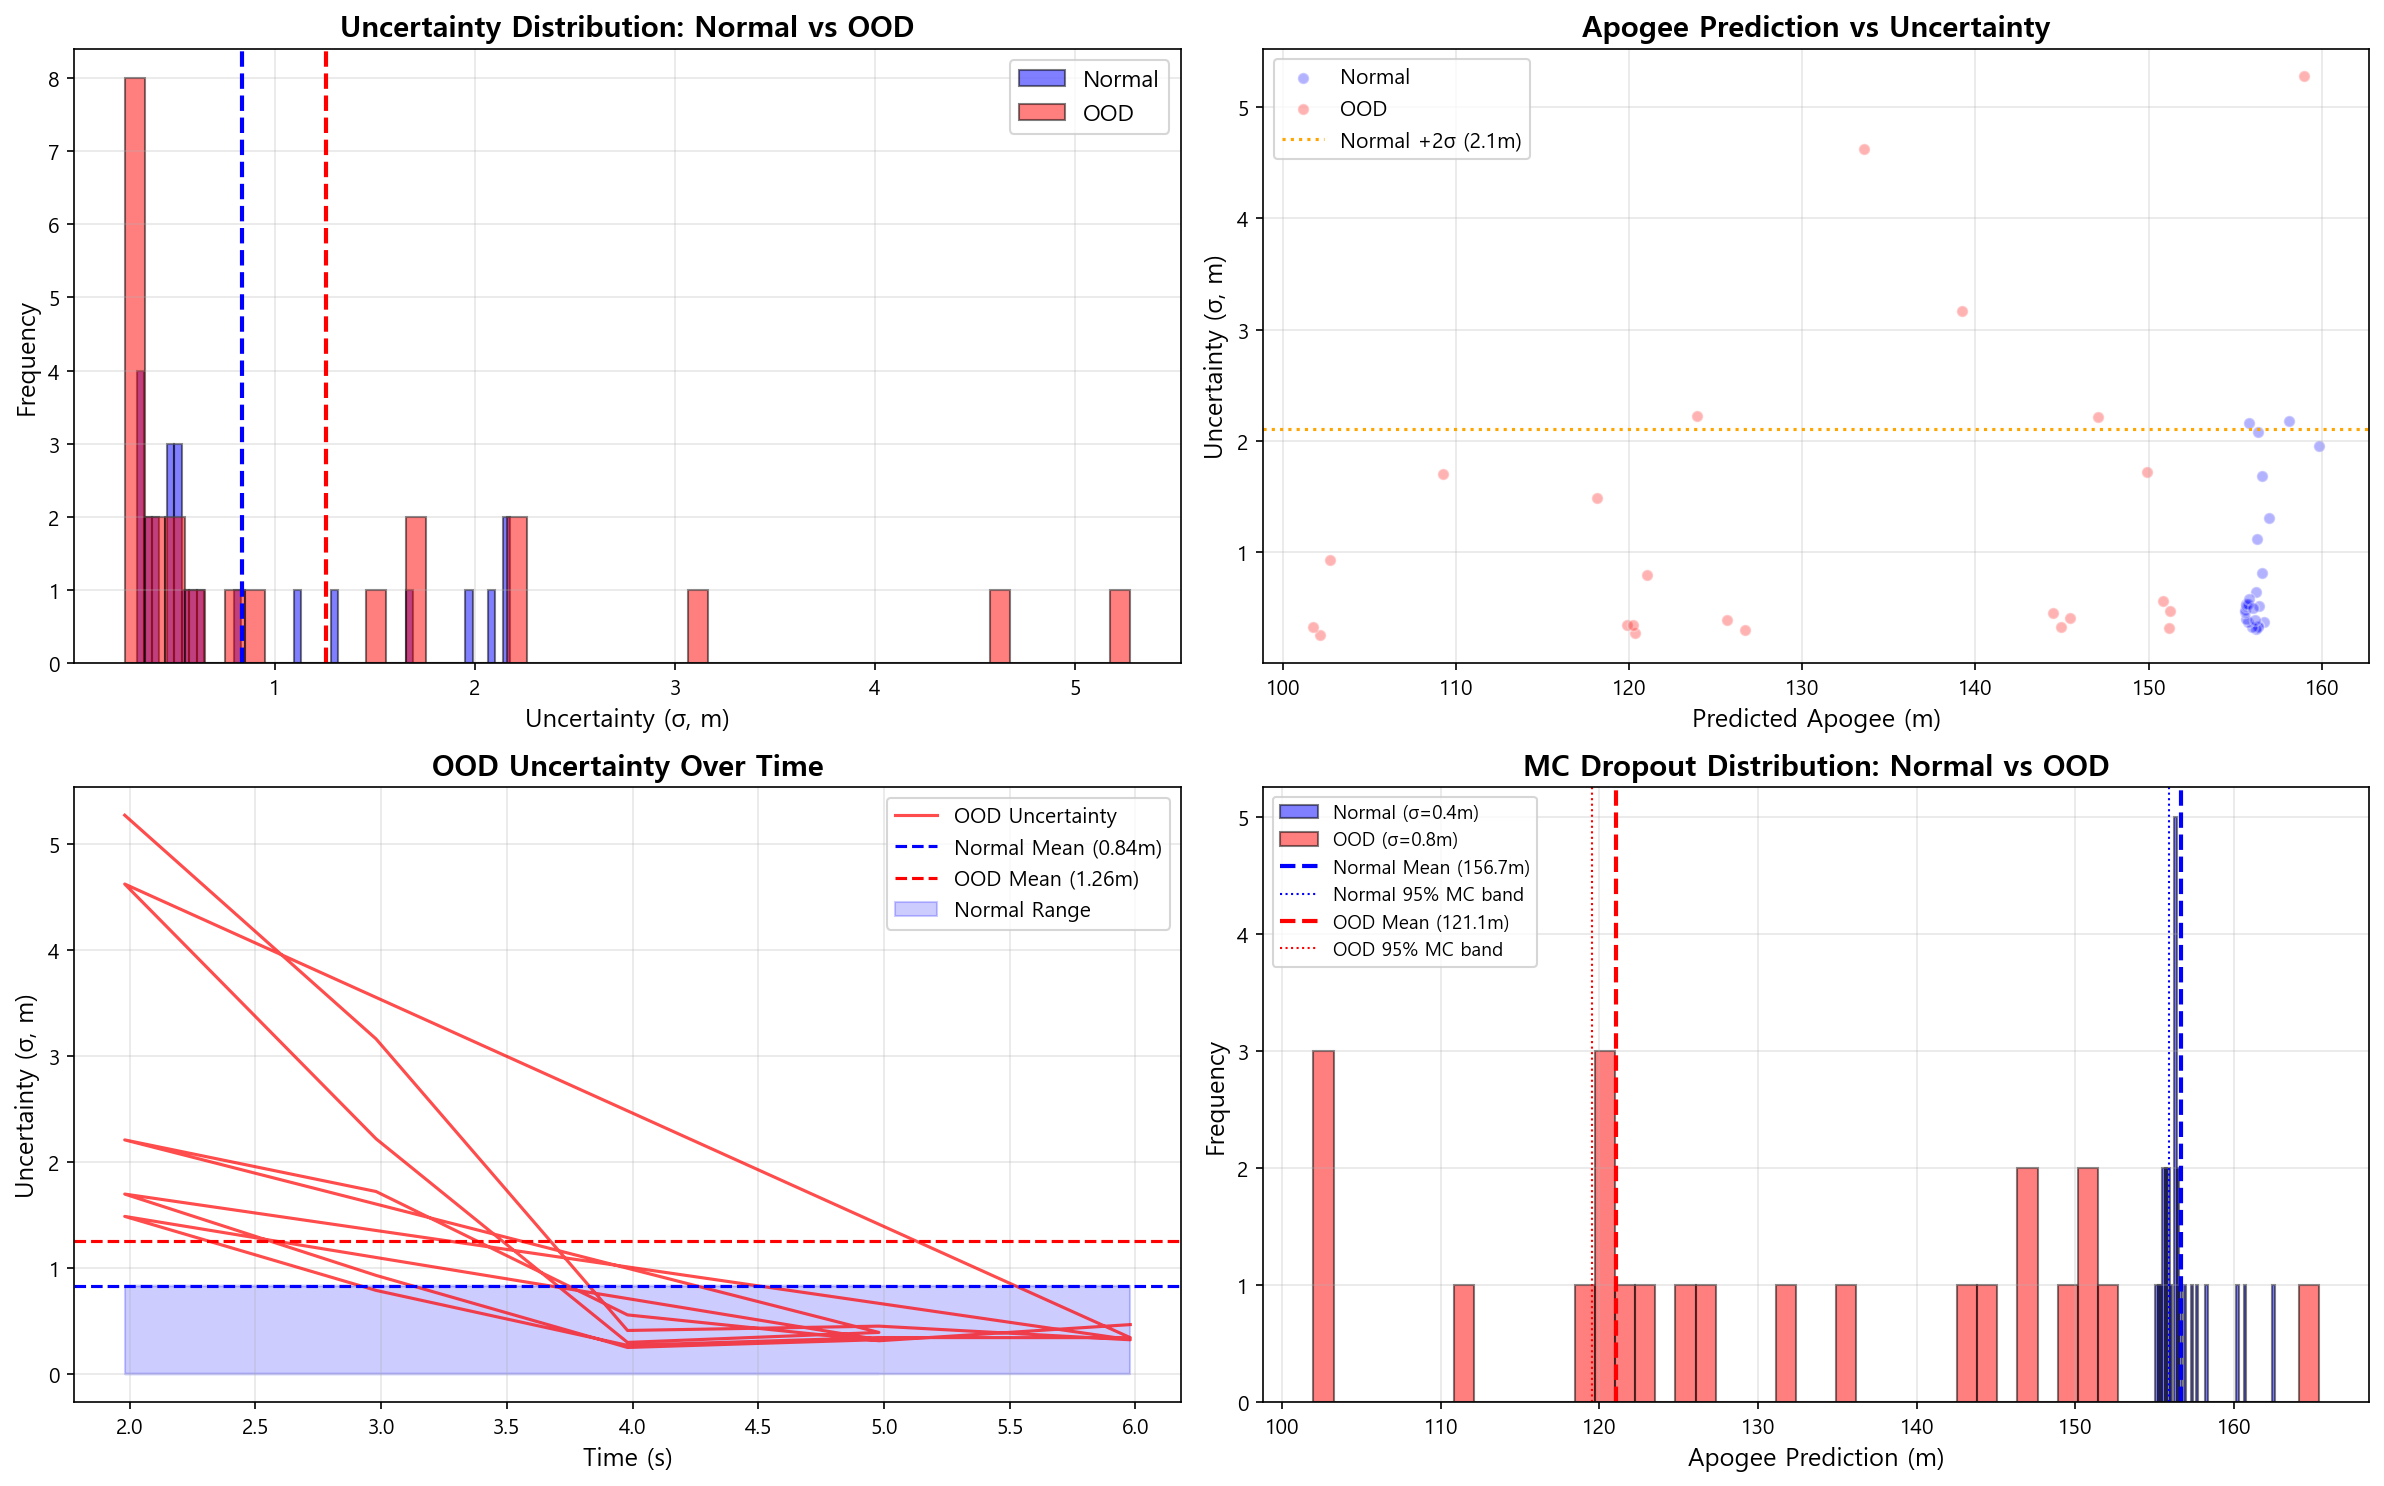 Uncertainty Distribution: Normal vs OOD
Normal
OOD
Frequency
8
7
6
5
4
3
2
1
0
1
2
3
4
5
Uncertainty (σ, m)
Apogee Prediction vs Uncertainty
Normal
OOD
Normal +2σ (2.1m)
Uncertainty (σ, m)
5
4
3
2
1
100
110
120
130
140
150
160
Predicted Apogee (m)
OOD Uncertainty Over Time
OOD Uncertainty
Normal Mean (0.84m)
OOD Mean (1.26m)
Normal Range
Uncertainty (σ, m)
5
4
3
2
1
0
2.0
2.5
3.0
3.5
4.0
4.5
5.0
5.5
6.0
Time (s)
MC Dropout Distribution: Normal vs OOD
Normal (σ=0.4m)
OOD (σ=0.8m)
Normal Mean (156.7m)
Normal 95% MC band
OOD Mean (121.1m)
OOD 95% MC band
Frequency
5
4
3
2
1
0
100
110
120
130
140
150
160
Apogee Prediction (m)